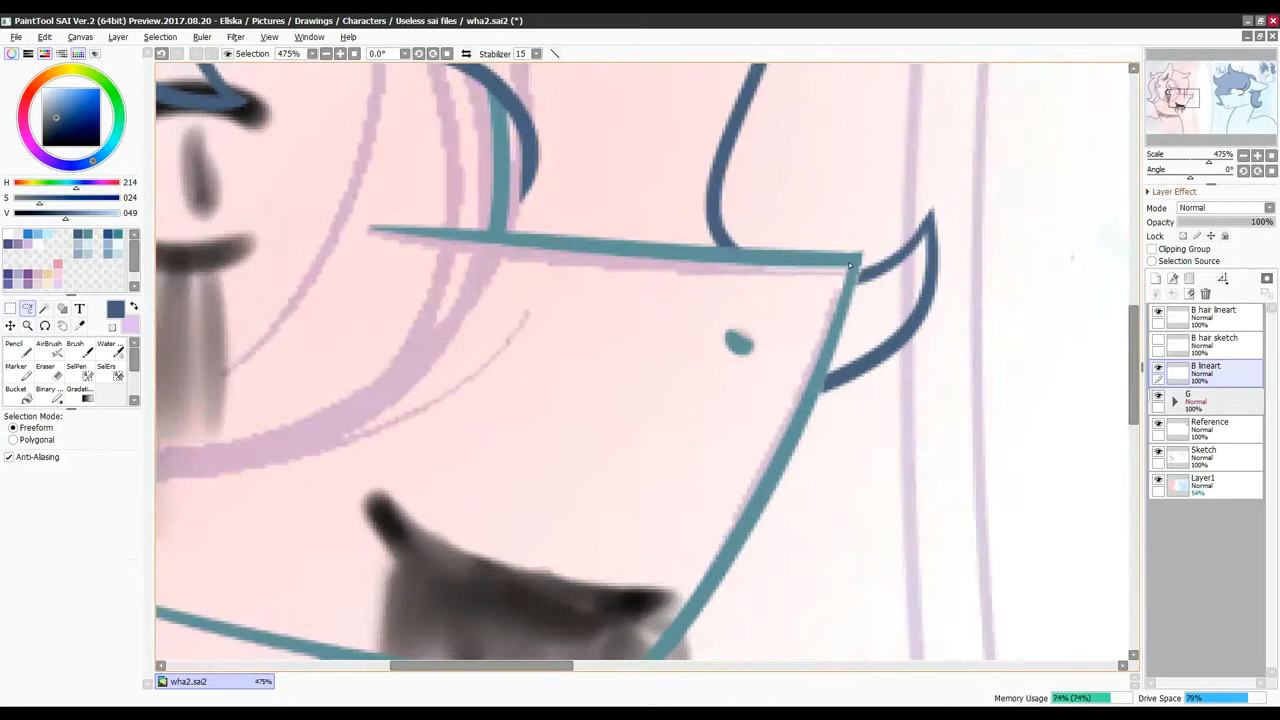 PaintTool SAI Ver.2 (64bit) Preview.2017.08.20 - Eliska / Pictures / Drawings / Characters / Useless sai files / wha2.sai2 (*)
File Edit Canvas Layer Selection Ruler Filter View Window Help
Selection 475% 0.0° Stabilizer 15
H 214
S 024
V 049
T
Pencil AirBrush Brush Water ...
Marker Eraser SelPen SelErs
Bucket Binary ... Gradati...
Selection Mode:
Freeform
Polygonal
Anti-Aliasing
Scale 475%
Angle 0°
Layer Effect
Mode Normal
Opacity 100%
Lock
Clipping Group
Selection Source
B hair lineart
Normal
100%
B hair sketch
Normal
100%
B lineart
Normal
100%
G
Normal
100%
Reference
Normal
100%
Sketch
Normal
100%
Layer1
Normal
54%
wha2.sai2 475%
Memory Usage 74% (74%) Drive Space 79%